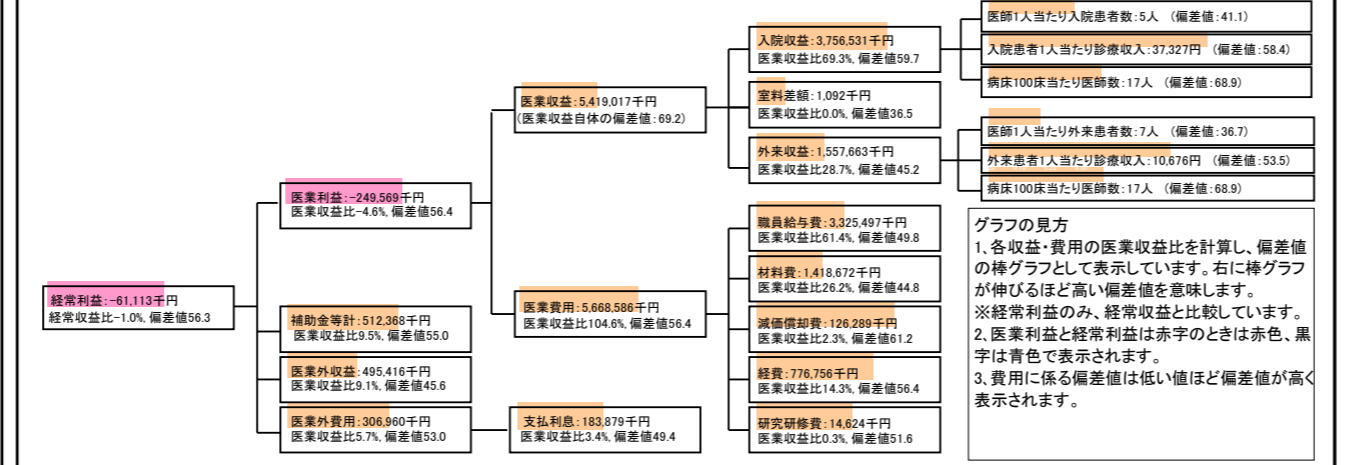 経常利益:-61,113千円
経常収支比-1.0%, 偏差値56.3
医業利益:-249,569千円
医業収益比-4.6%, 偏差値56.4
補助金等計:512,368千円
医業収益比9.5%, 偏差値55.0
医業外収益:495,416千円
医業収益比9.1%, 偏差値45.6
医業外費用:306,960千円
医業収益比5.7%, 偏差値53.0
支払利息:183,879千円
医業収益比3.4%, 偏差値49.4
医業収益:5,419,017千円
(医業収益自体の偏差値:69.2)
医業費用:5,668,586千円
医業収益比104.6%, 偏差値56.4
入院収益:3,756,531千円
医業収益比69.3%, 偏差値59.7
室料差額:1,092千円
医業収益比0.0%, 偏差値36.5
外来収益:1,557,663千円
医業収益比28.7%, 偏差値45.2
職員給与費:3,325,497千円
医業収益比61.4%, 偏差値49.8
材料費:1,418,672千円
医業収益比26.2%, 偏差値44.8
減価償却費:126,289千円
医業収益比2.3%, 偏差値61.2
経費:776,756千円
医業収益比14.3%, 偏差値56.4
研究研修費:14,624千円
医業収益比0.3%, 偏差値51.6
医師1人当たり入院患者数:5人 (偏差値:41.1)
入院患者1人当たり診療収入:37,327円 (偏差値:58.4)
病床100床当たり医師数:17人 (偏差値:68.9)
医師1人当たり外来患者数:7人 (偏差値:36.7)
外来患者1人当たり診療収入:10,676円 (偏差値:53.5)
病床100床当たり医師数:17人 (偏差値:68.9)
グラフの見方
1、各収益・費用の医業収益比を計算し、偏差値
の棒グラフとして表示しています。右に棒グラフ
が伸びるほど高い偏差値を意味します。
※経常利益のみ、経常収益と比較しています。
2、医業利益と経常利益は赤字のときは赤色、黒
字は青色で表示されます。
3、費用に係る偏差値は低い値ほど偏差値が高く
表示されます。